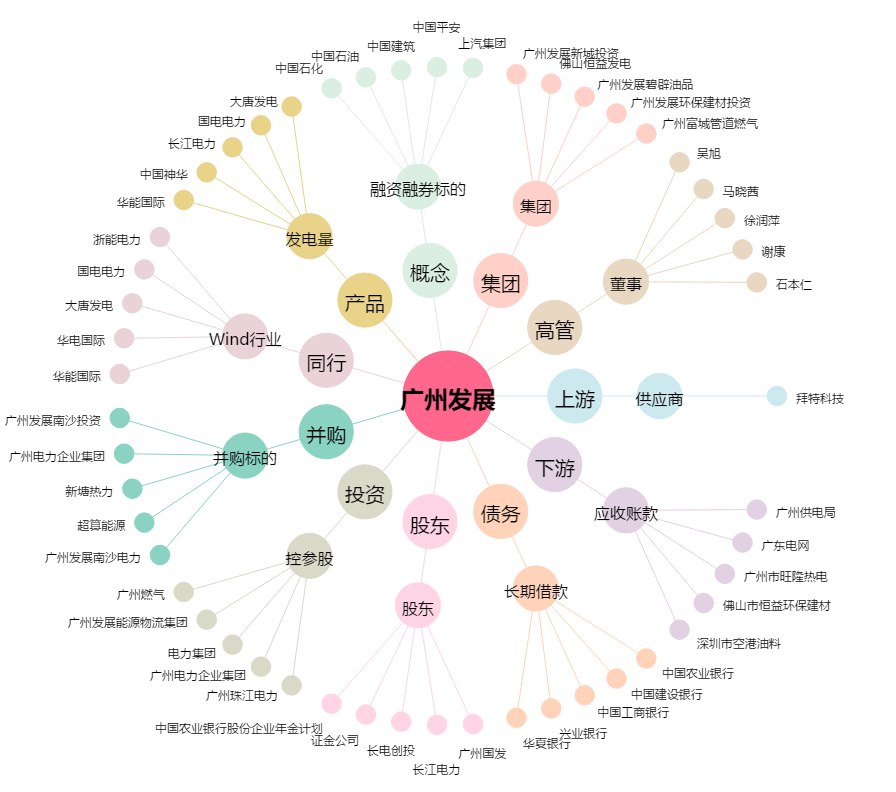 中国平安
上汽集团
中国建筑
中国石油
中国石化
融资融券标的
概念
广州发展新城投资
佛山恒益发电
广州发展碧辟油品
广州发展环保建材投资
广州富城管道燃气
集团
集团
吴旭
马晓茜
徐润萍
谢康
石本仁
董事
高管
大唐发电
国电电力
长江电力
中国神华
华能国际
发电量
产品
浙能电力
国电电力
大唐发电
华电国际
华能国际
Wind行业
同行
广州发展
上游
供应商
拜特科技
并购
并购标的
广州发展南沙投资
广州电力企业集团
新塘热力
超算能源
广州发展南沙电力
下游
应收账款
广州供电局
广东电网
广州市旺隆热电
佛山市恒益环保建材
深圳市空港油料
投资
控参股
广州燃气
广州发展能源物流集团
电力集团
广州电力企业集团
广州珠江电力
股东
股东
中国农业银行股份企业年金计划
证金公司
长电创投
长江电力
广州国发
债务
长期借款
中国农业银行
中国建设银行
中国工商银行
兴业银行
华夏银行